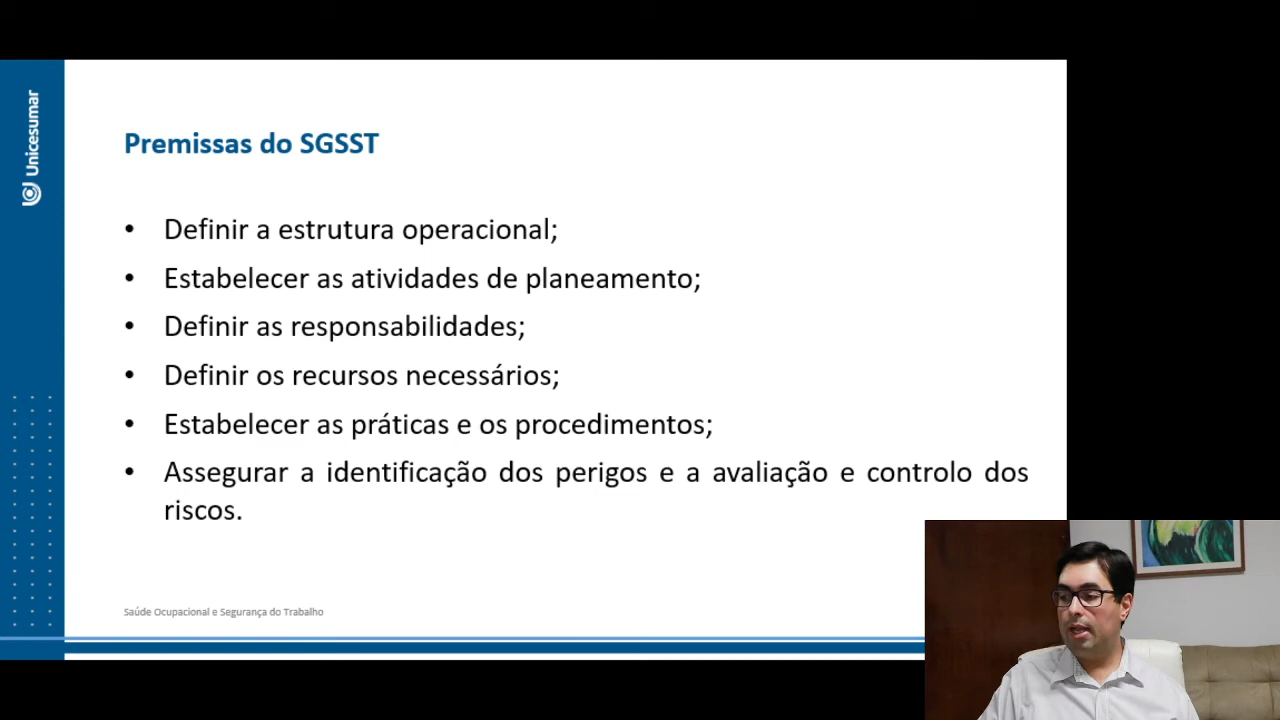 Unicesumar
Premissas do SGSST
• Definir a estrutura operacional;
• Estabelecer as atividades de planeamento;
• Definir as responsabilidades;
• Definir os recursos necessários;
• Estabelecer as práticas e os procedimentos;
• Assegurar a identificação dos perigos e a avaliação e controlo dos
riscos.
Saúde Ocupacional e Segurança do Trabalho